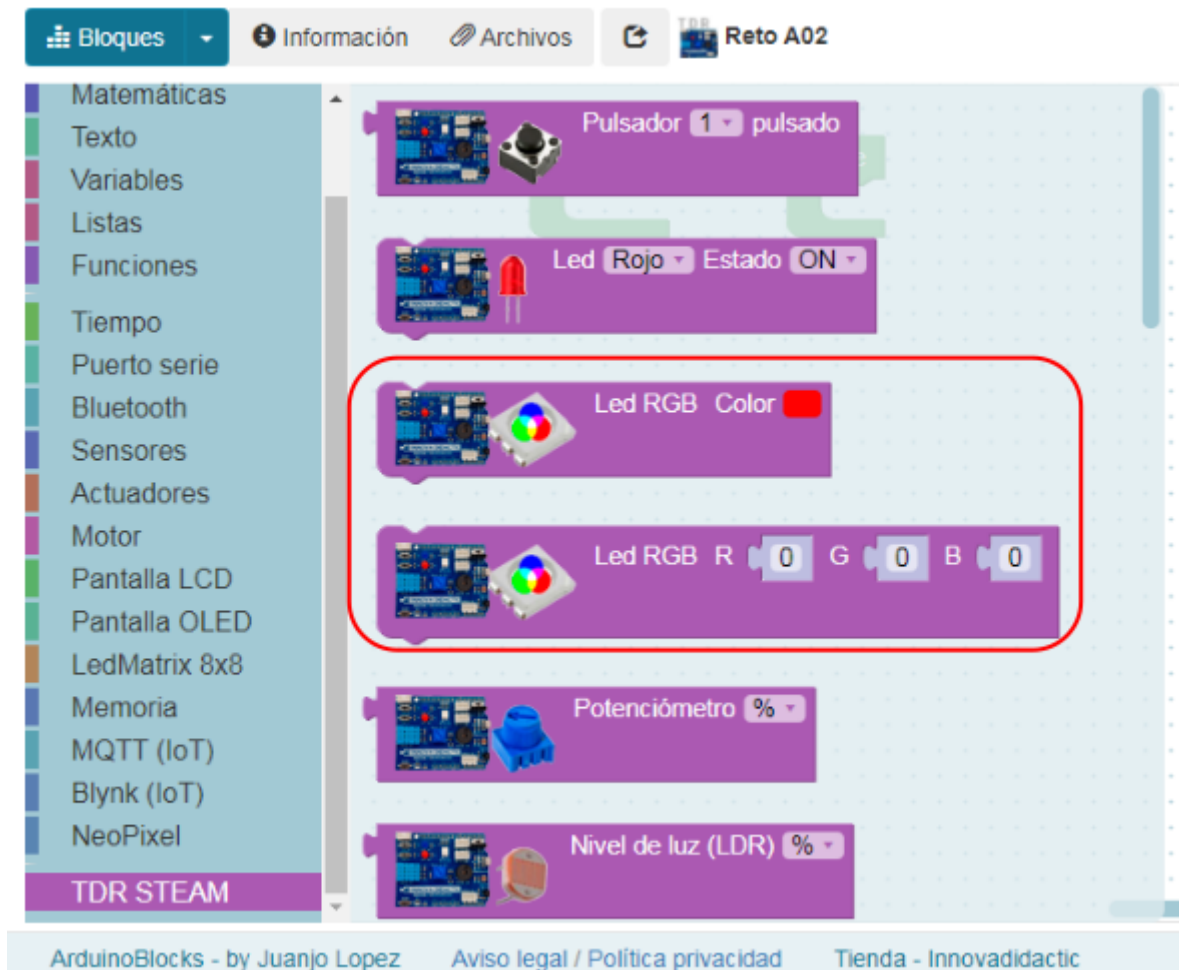 Bloques Información Archivos TDR Reto A02
Matemáticas
Texto
Variables
Listas
Funciones
Tiempo
Puerto serie
Bluetooth
Sensores
Actuadores
Motor
Pantalla LCD
Pantalla OLED
LedMatrix 8x8
Memoria
MQTT (IoT)
Blynk (IoT)
NeoPixel
TDR STEAM
Pulsador 1 pulsado
Led Rojo Estado ON
Led RGB Color
Led RGB R 0 G 0 B 0
Potenciómetro %
Nivel de luz (LDR) %
ArduinoBlocks - by Juanjo Lopez Aviso legal / Política privacidad Tienda - Innovadidactic